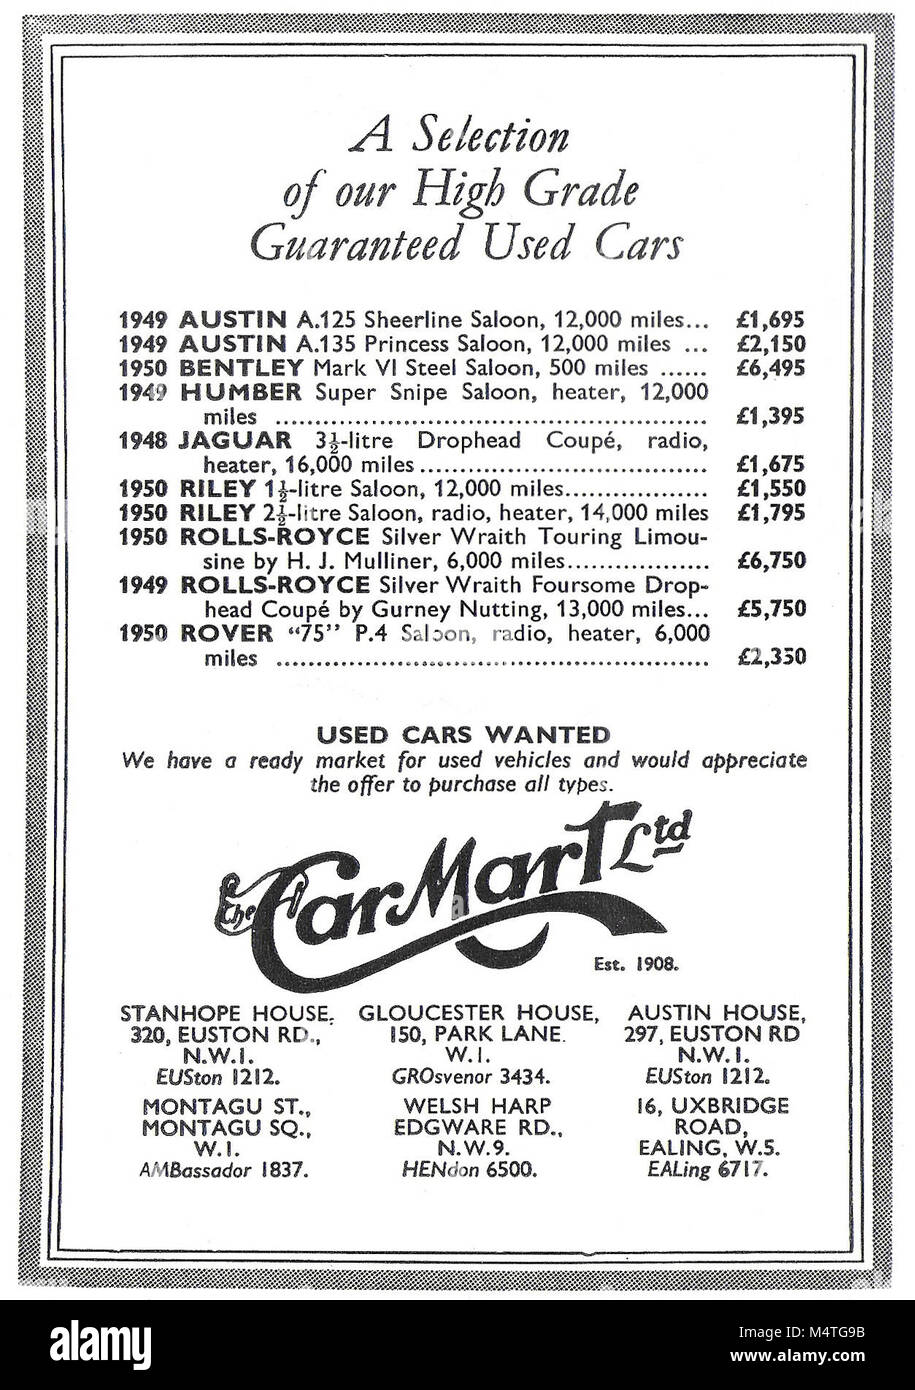 A Selection
of our High Grade
Guaranteed Used Cars
1949 AUSTIN A.125 Sheerline Saloon, 12,000 miles... £1,695
1949 AUSTIN A.135 Princess Saloon, 12,000 miles ... £2,150
1950 BENTLEY Mark VI Steel Saloon, 500 miles ...... £6,495
1949 HUMBER Super Snipe Saloon, heater, 12,000
miles ................................................... £1,395
1948 JAGUAR 3½-litre Drophead Coupé, radio,
heater, 16,000 miles.................................. £1,675
1950 RILEY 1½-litre Saloon, 12,000 miles.................. £1,550
1950 RILEY 2½-litre Saloon, radio, heater, 14,000 miles £1,795
1950 ROLLS-ROYCE Silver Wraith Touring Limou-
sine by H. J. Mulliner, 6,000 miles.................. £6,750
1949 ROLLS-ROYCE Silver Wraith Foursome Drop-
head Coupé by Gurney Nutting, 13,000 miles... £5,750
1950 ROVER "75" P.4 Saloon, radio, heater, 6,000
miles ................................................... £2,350
USED CARS WANTED
We have a ready market for used vehicles and would appreciate
the offer to purchase all types.
The Car Mart Ltd
Est. 1908.
STANHOPE HOUSE, GLOUCESTER HOUSE, AUSTIN HOUSE,
320, EUSTON RD., 150, PARK LANE. 297, EUSTON RD
N.W.1. W.1. N.W.1.
EUSton 1212. GROsvenor 3434. EUSton 1212.
MONTAGU ST., WELSH HARP 16, UXBRIDGE
MONTAGU SQ., EDGWARE RD., ROAD,
W.1. N.W.9. EALING, W.5.
AMBassador 1837. HENdon 6500. EALing 6717.
alamy
Image ID: M4TG9B
www.alamy.com